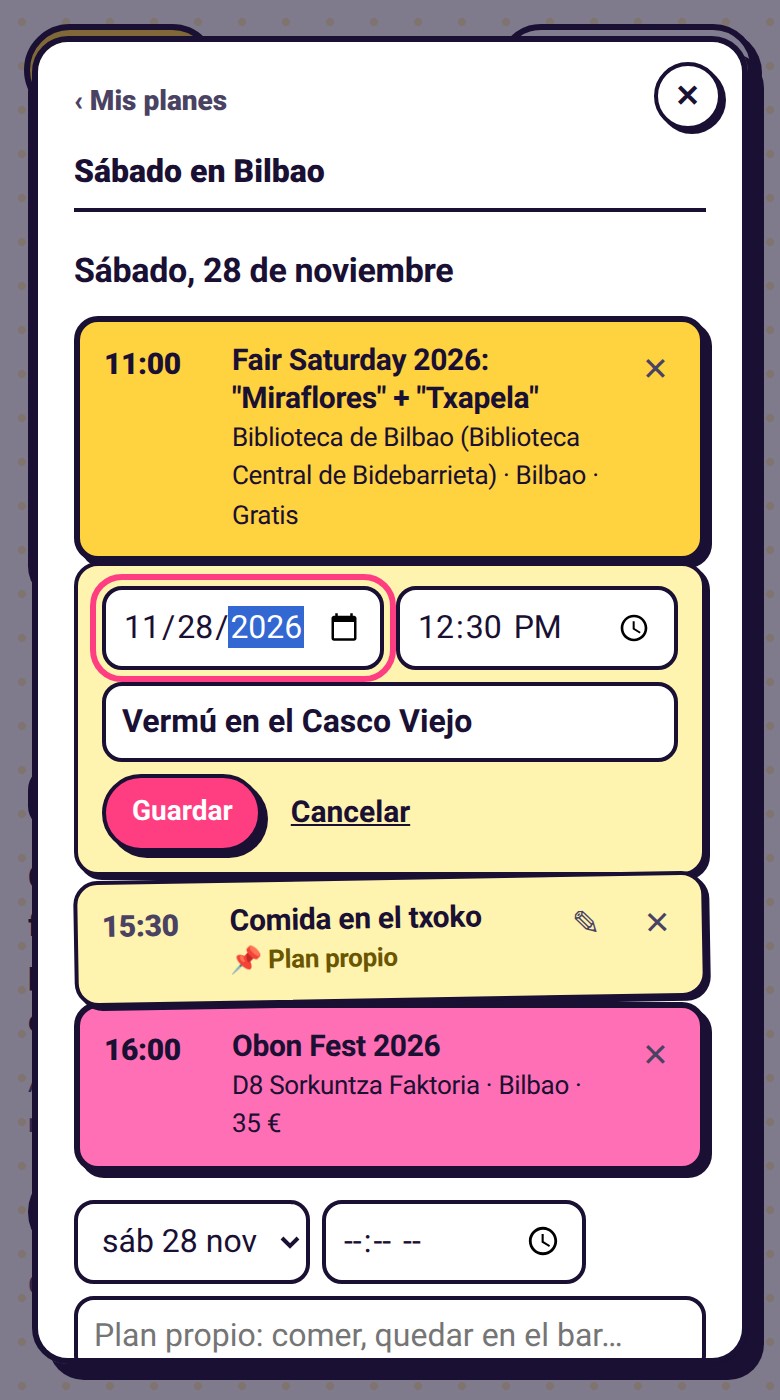 ‹ Mis planes
✕
Sábado en Bilbao
Sábado, 28 de noviembre
11:00
Fair Saturday 2026:
"Miraflores" + "Txapela"
Biblioteca de Bilbao (Biblioteca
Central de Bidebarrieta) · Bilbao ·
Gratis
✕
11/28/2026
12:30 PM
Vermú en el Casco Viejo
Guardar
Cancelar
15:30
Comida en el txoko
📌 Plan propio
✎ ✕
16:00
Obon Fest 2026
D8 Sorkuntza Faktoria · Bilbao ·
35 €
✕
sáb 28 nov
--:-- --
Plan propio: comer, quedar en el bar…